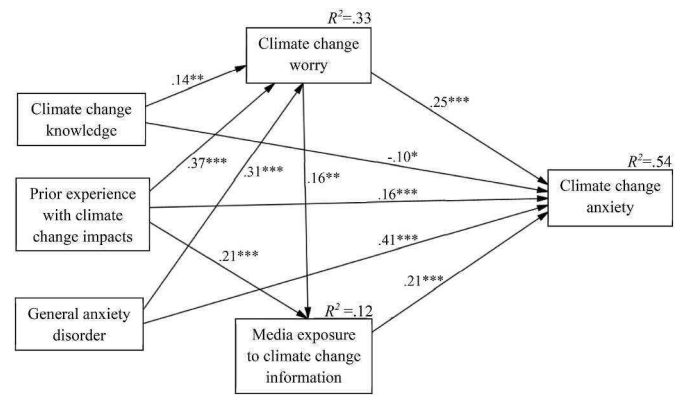 R²=.33
Climate change
worry
.14**
Climate change
knowledge
.25***
-.10*
R²=.54
.37***
.31***
.16**
Climate change
anxiety
Prior experience
with climate
change impacts
.16***
.41***
.21***
.21***
General anxiety
disorder
R² =.12
Media exposure
to climate change
information